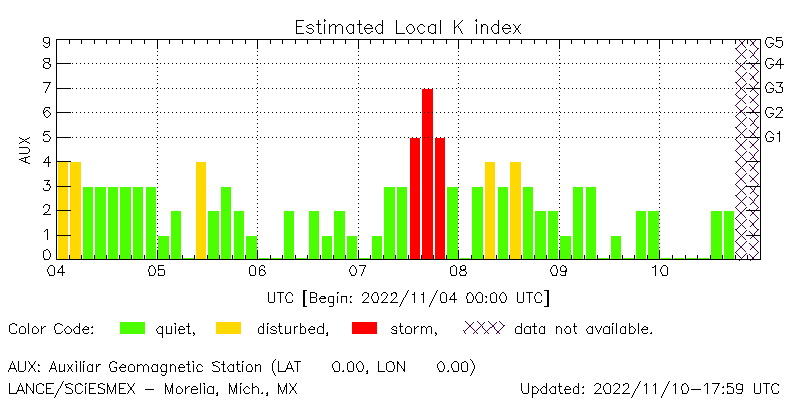 Estimated Local K index
9 G5
8 G4
7 G3
6 G2
5 G1
4
3
2
1
0
AUX
04 05 06 07 08 09 10
UTC [Begin: 2022/11/04 00:00 UTC]
Color Code: quiet, disturbed, storm, data not available.
AUX: Auxiliar Geomagnetic Station (LAT 0.00, LON 0.00)
LANCE/SCiESMEX – Morelia, Mich., MX Updated: 2022/11/10–17:59 UTC